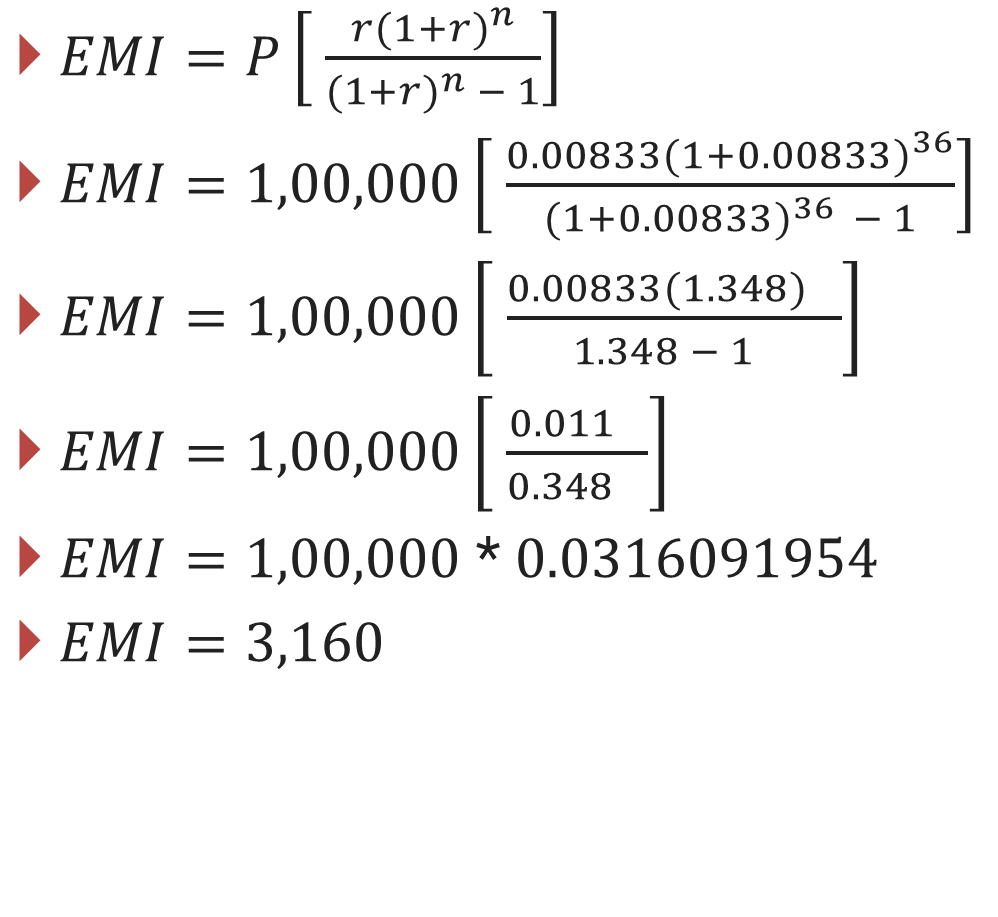 EMI = P [ r(1+r)^n / (1+r)^n − 1 ]
EMI = 1,00,000 [ 0.00833(1+0.00833)^36 / (1+0.00833)^36 − 1 ]
EMI = 1,00,000 [ 0.00833(1.348) / 1.348 − 1 ]
EMI = 1,00,000 [ 0.011 / 0.348 ]
EMI = 1,00,000 * 0.0316091954
EMI = 3,160